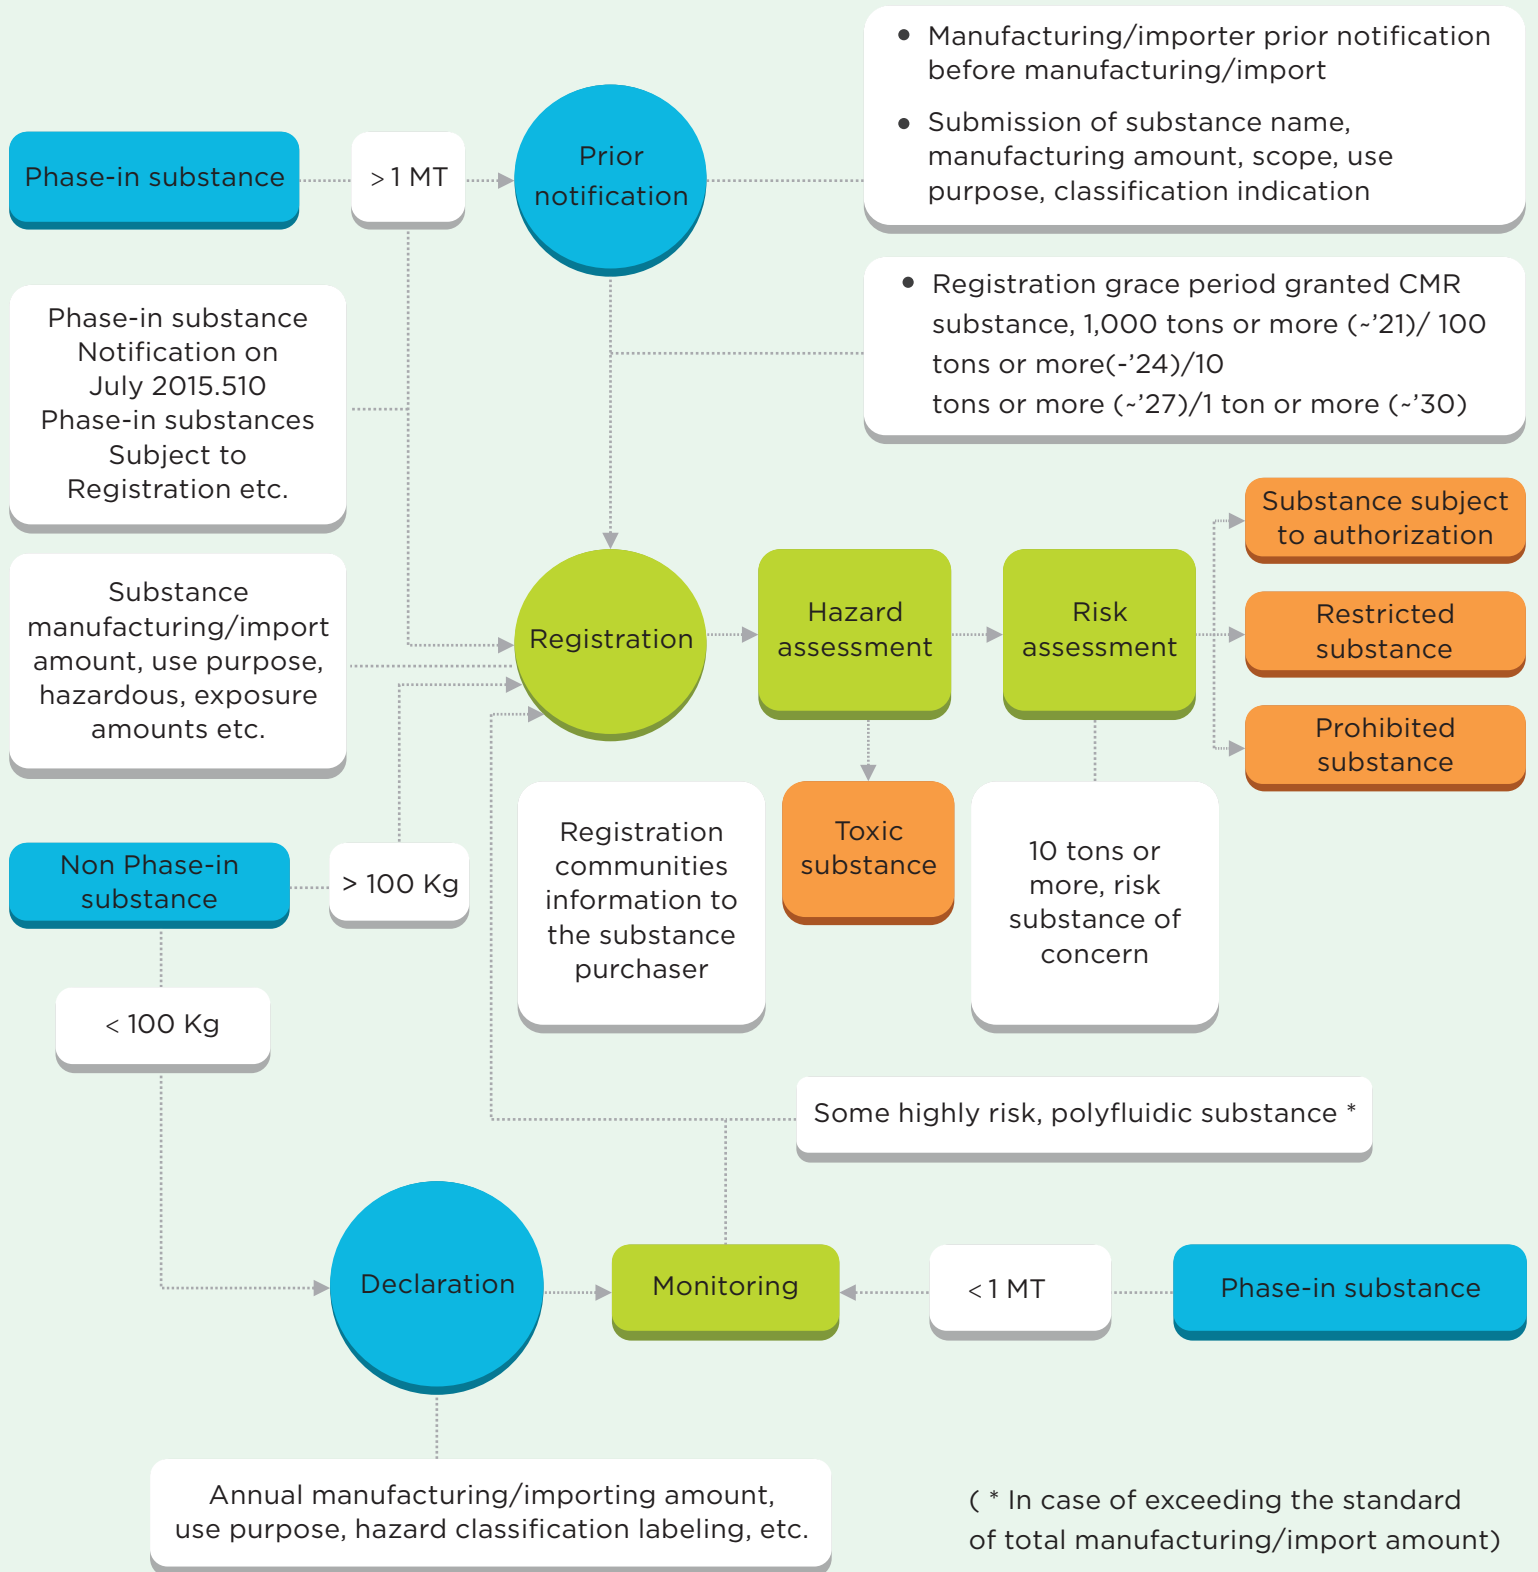 Manufacturing/importer prior notification
before manufacturing/import
Submission of substance name,
manufacturing amount, scope, use
purpose, classification indication
Phase-in substance
> 1 MT
Prior
notification
Registration grace period granted CMR
substance, 1,000 tons or more (~'21)/ 100
tons or more(-'24)/10
tons or more (~'27)/1 ton or more (~'30)
Phase-in substance
Notification on
July 2015.510
Phase-in substances
Subject to
Registration etc.
Substance subject
to authorization
Substance
manufacturing/import
amount, use purpose,
hazardous, exposure
amounts etc.
Registration
Hazard
assessment
Risk
assessment
Restricted
substance
Prohibited
substance
Non Phase-in
substance
> 100 Kg
Registration
communities
information to
the substance
purchaser
Toxic
substance
10 tons or
more, risk
substance of
concern
< 100 Kg
Some highly risk, polyfluidic substance *
Declaration
Monitoring
< 1 MT
Phase-in substance
Annual manufacturing/importing amount,
use purpose, hazard classification labeling, etc.
( * In case of exceeding the standard
of total manufacturing/import amount)